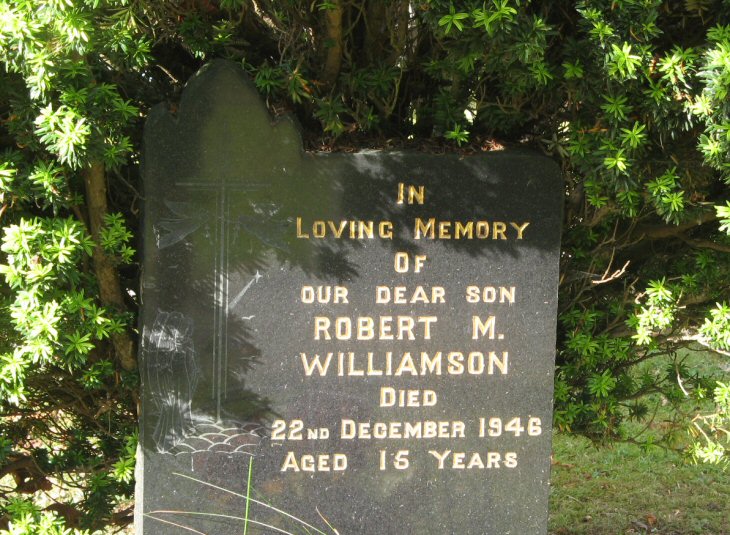 IN
LOVING MEMORY
OF
OUR DEAR SON
ROBERT M.
WILLIAMSON
DIED
22ND DECEMBER 1946
AGED 15 YEARS